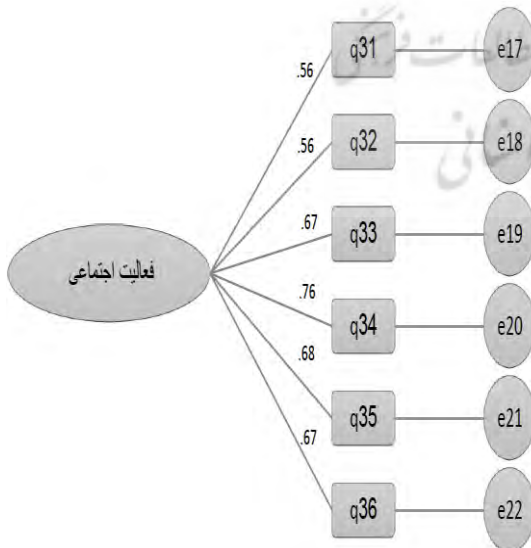 .56 q31 e17
.56 q32 e18
.67 q33 e19
فعالیت اجتماعی
.76 q34 e20
.68 q35 e21
.67 q36 e22